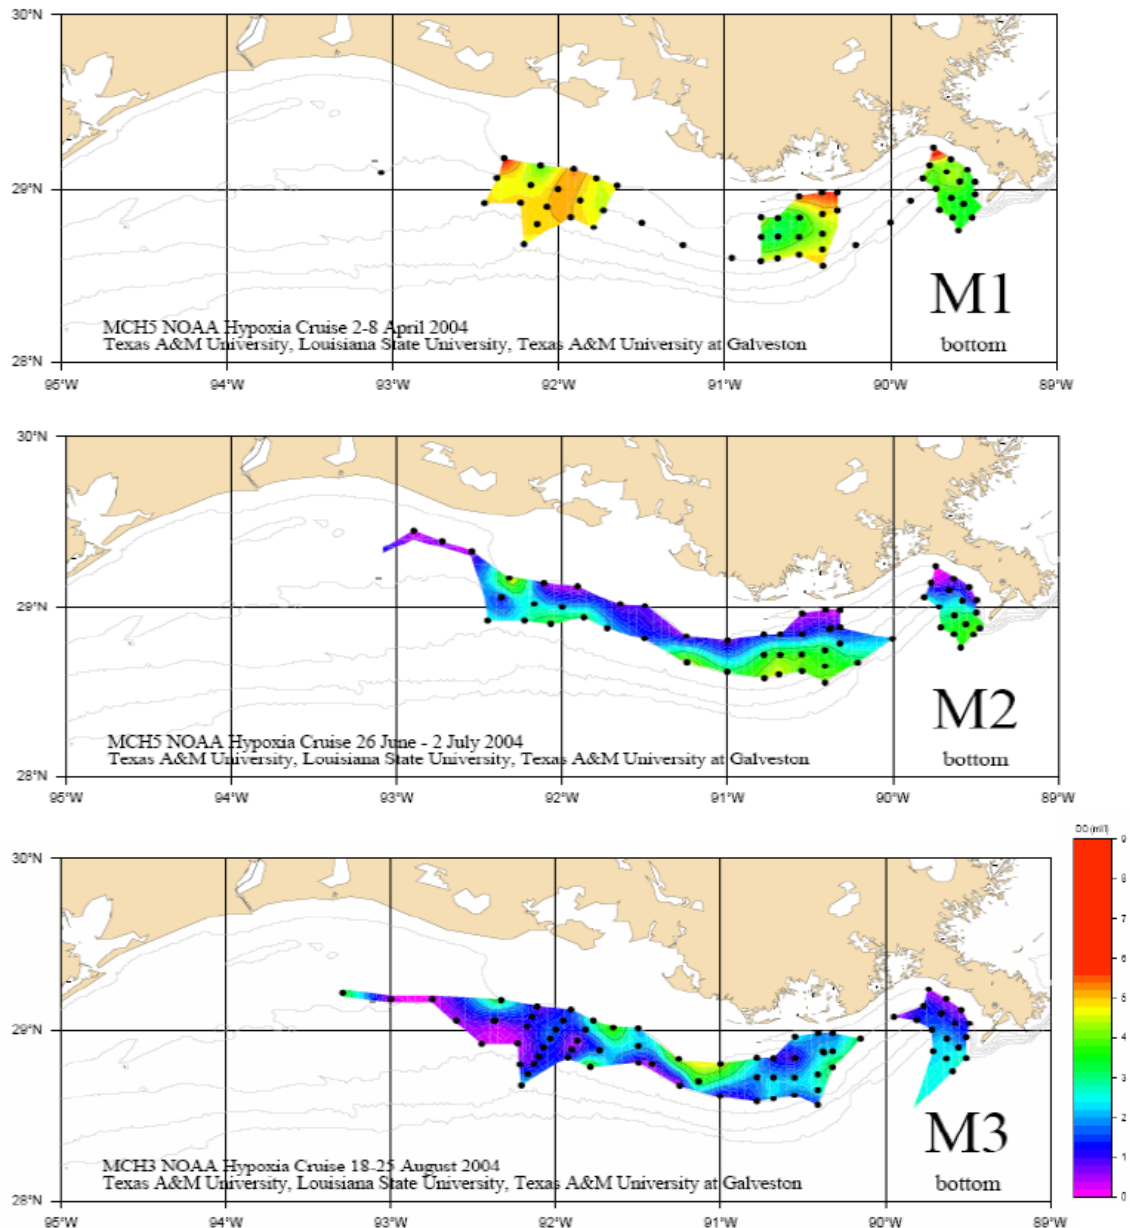 30°N
29°N
28°N
M1
bottom
MCH5 NOAA Hypoxia Cruise 2-8 April 2004
Texas A&M University, Louisiana State University, Texas A&M University at Galveston
95°W 94°W 93°W 92°W 91°W 90°W 89°W
30°N
29°N
28°N
M2
bottom
MCH5 NOAA Hypoxia Cruise 26 June - 2 July 2004
Texas A&M University, Louisiana State University, Texas A&M University at Galveston
95°W 94°W 93°W 92°W 91°W 90°W 89°W
DO (ml/l)
9
8
7
6
5
4
3
2
1
0
30°N
29°N
28°N
M3
bottom
MCH3 NOAA Hypoxia Cruise 18-25 August 2004
Texas A&M University, Louisiana State University, Texas A&M University at Galveston
95°W 94°W 93°W 92°W 91°W 90°W 89°W